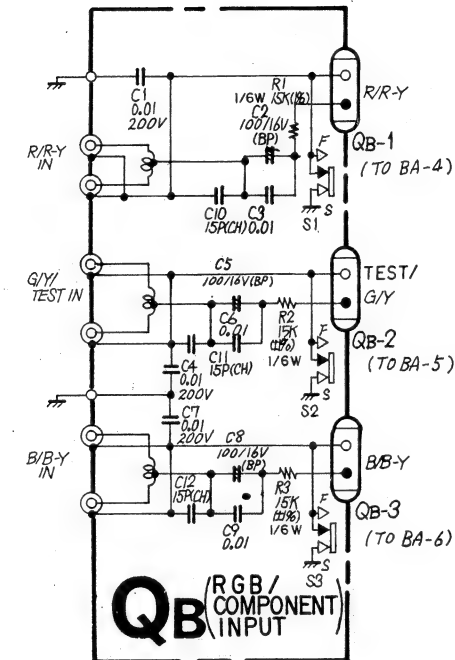 C1
0.01
200V
R1
1/6W 15K(1%)
C2
100/16V
(BP)
R/R-Y
QB-1
(TO BA-4)
R/R-Y
IN
F
S
S1
C10
15P(CH)
C3
0.01
G/Y/
TEST IN
C5
100/16V(BP)
TEST/
G/Y
C6
0.01
R2
15K
(±1%)
1/6W
QB-2
(TO BA-5)
F
S
S2
C4
0.01
200V
C11
15P(CH)
C7
0.01
200V
C8
100/16V
(BP)
B/B-Y
IN
B/B-Y
C12
15P(CH)
C9
0.01
R3
15K
(±1%)
1/6W
QB-3
(TO BA-6)
F
S
S3
QB (RGB/
COMPONENT
INPUT)